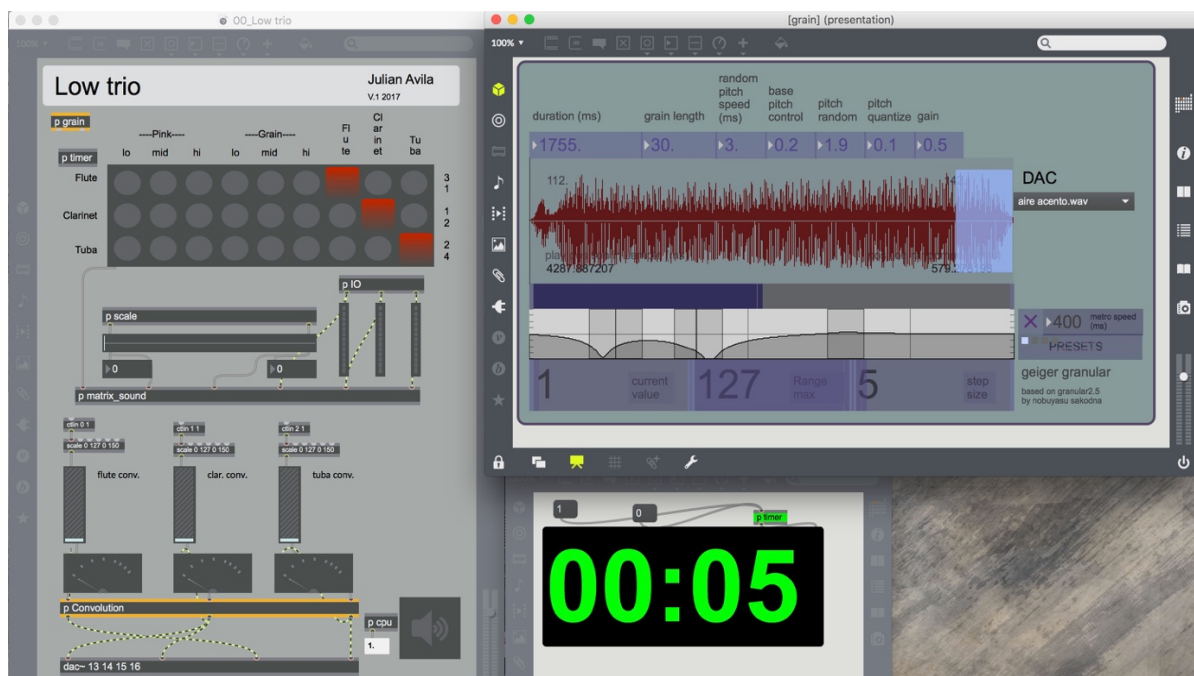 00_Low trio
100%
Low trio
Julian Avila
V.1 2017
p grain
----Pink----
----Grain----
Fl
u
te
Cl
ar
in
et
Tu
ba
p timer
lo mid hi lo mid hi
Flute
3
1
Clarinet
1
2
Tuba
2
4
p IO
p scale
0
0
p matrix_sound
ctlin 0 1
ctlin 1 1
ctlin 2 1
scale 0 127 0 150
scale 0 127 0 150
scale 0 127 0 150
flute conv.
clar. conv.
tuba conv.
p Convolution
p cpu
1.
dac~ 13 14 15 16
[grain] (presentation)
100%
duration (ms)
grain length
random
pitch
speed
(ms)
base
pitch
control
pitch
random
pitch
quantize
gain
1755.
30.
3.
0.2
1.9
0.1
0.5
112.
DAC
aire acento.wav
4287.887207
400
metro speed
(ms)
PRESETS
1
current
value
127
Range
max
5
step
size
geiger granular
based on granular2.5
by nobuyasu sakodna
1
0
p timer
00:05